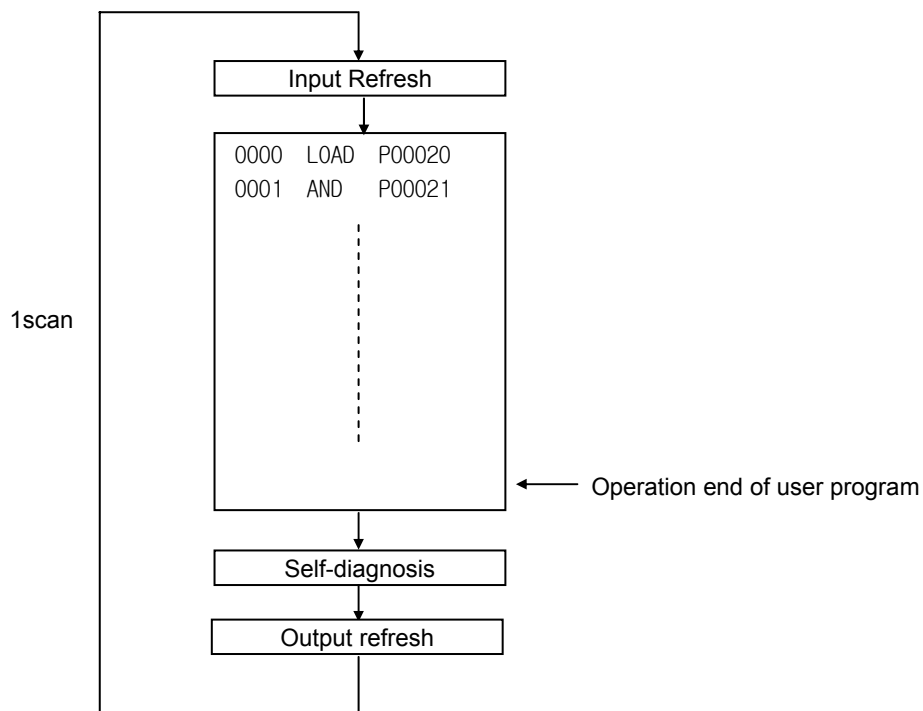 Input Refresh
0000 LOAD P00020
0001 AND P00021
1scan
Operation end of user program
Self-diagnosis
Output refresh